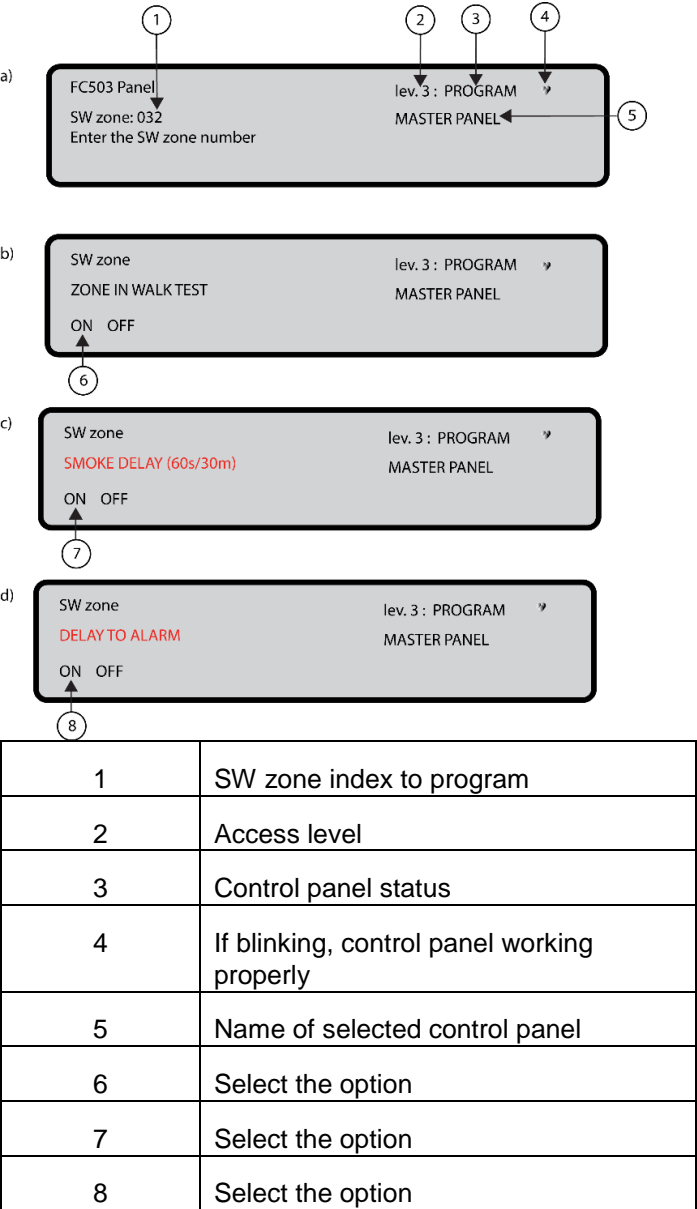 1 2 3 4
a)
FC503 Panel lev. 3 : PROGRAM
SW zone: 032 MASTER PANEL 5
Enter the SW zone number
b)
SW zone lev. 3 : PROGRAM
ZONE IN WALK TEST MASTER PANEL
ON OFF
6
c)
SW zone lev. 3 : PROGRAM
SMOKE DELAY (60s/30m) MASTER PANEL
ON OFF
7
d)
SW zone lev. 3 : PROGRAM
DELAY TO ALARM MASTER PANEL
ON OFF
8
1 SW zone index to program
2 Access level
3 Control panel status
4 If blinking, control panel working
properly
5 Name of selected control panel
6 Select the option
7 Select the option
8 Select the option